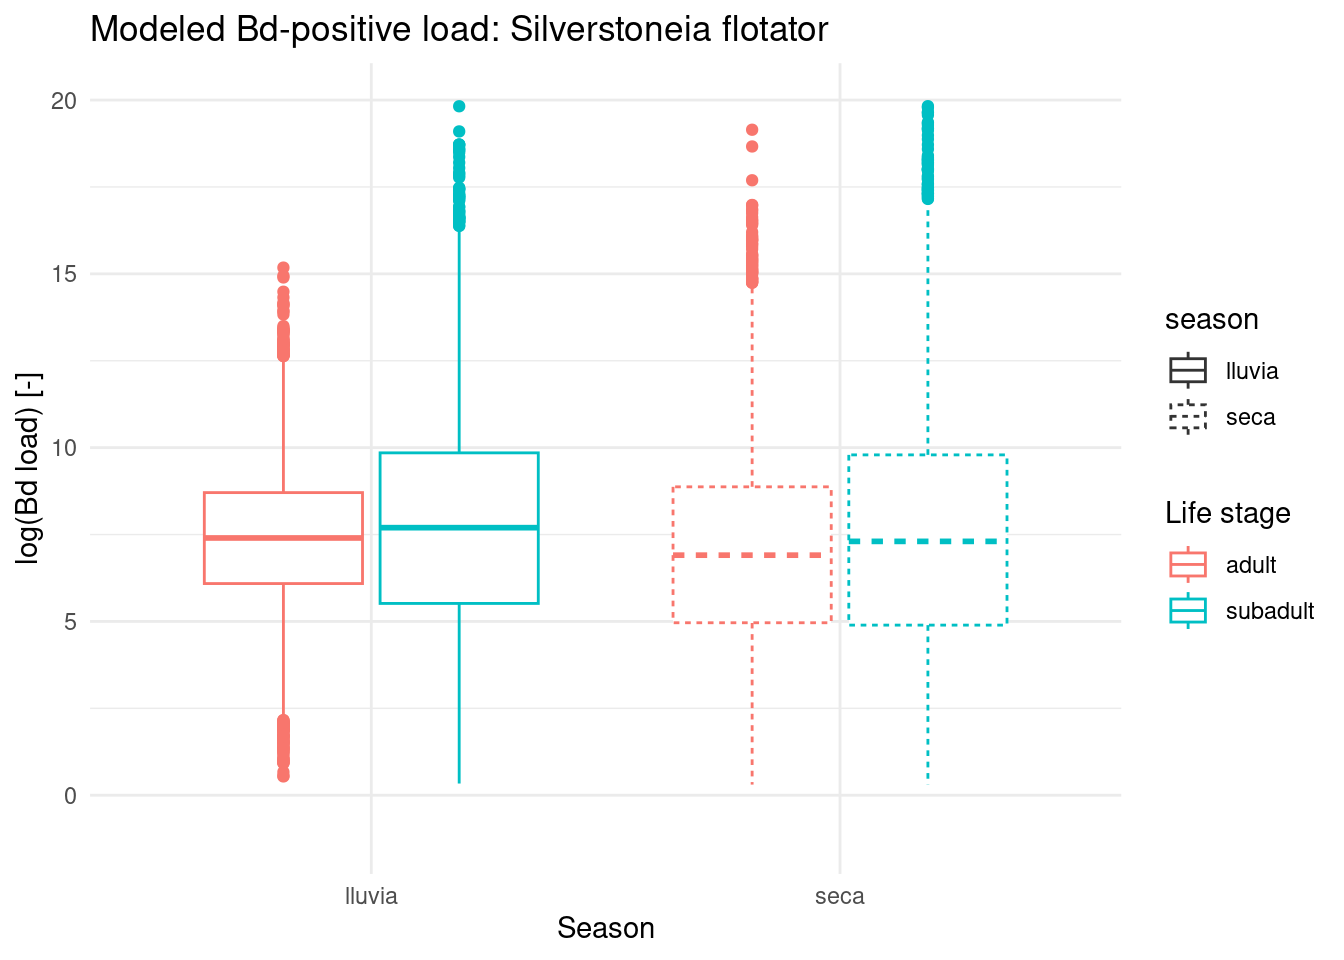 Modeled Bd-positive load: Silverstoneia flotator
log(Bd load) [-]
20
15
10
5
0
lluvia
seca
Season
season
lluvia
seca
Life stage
adult
subadult